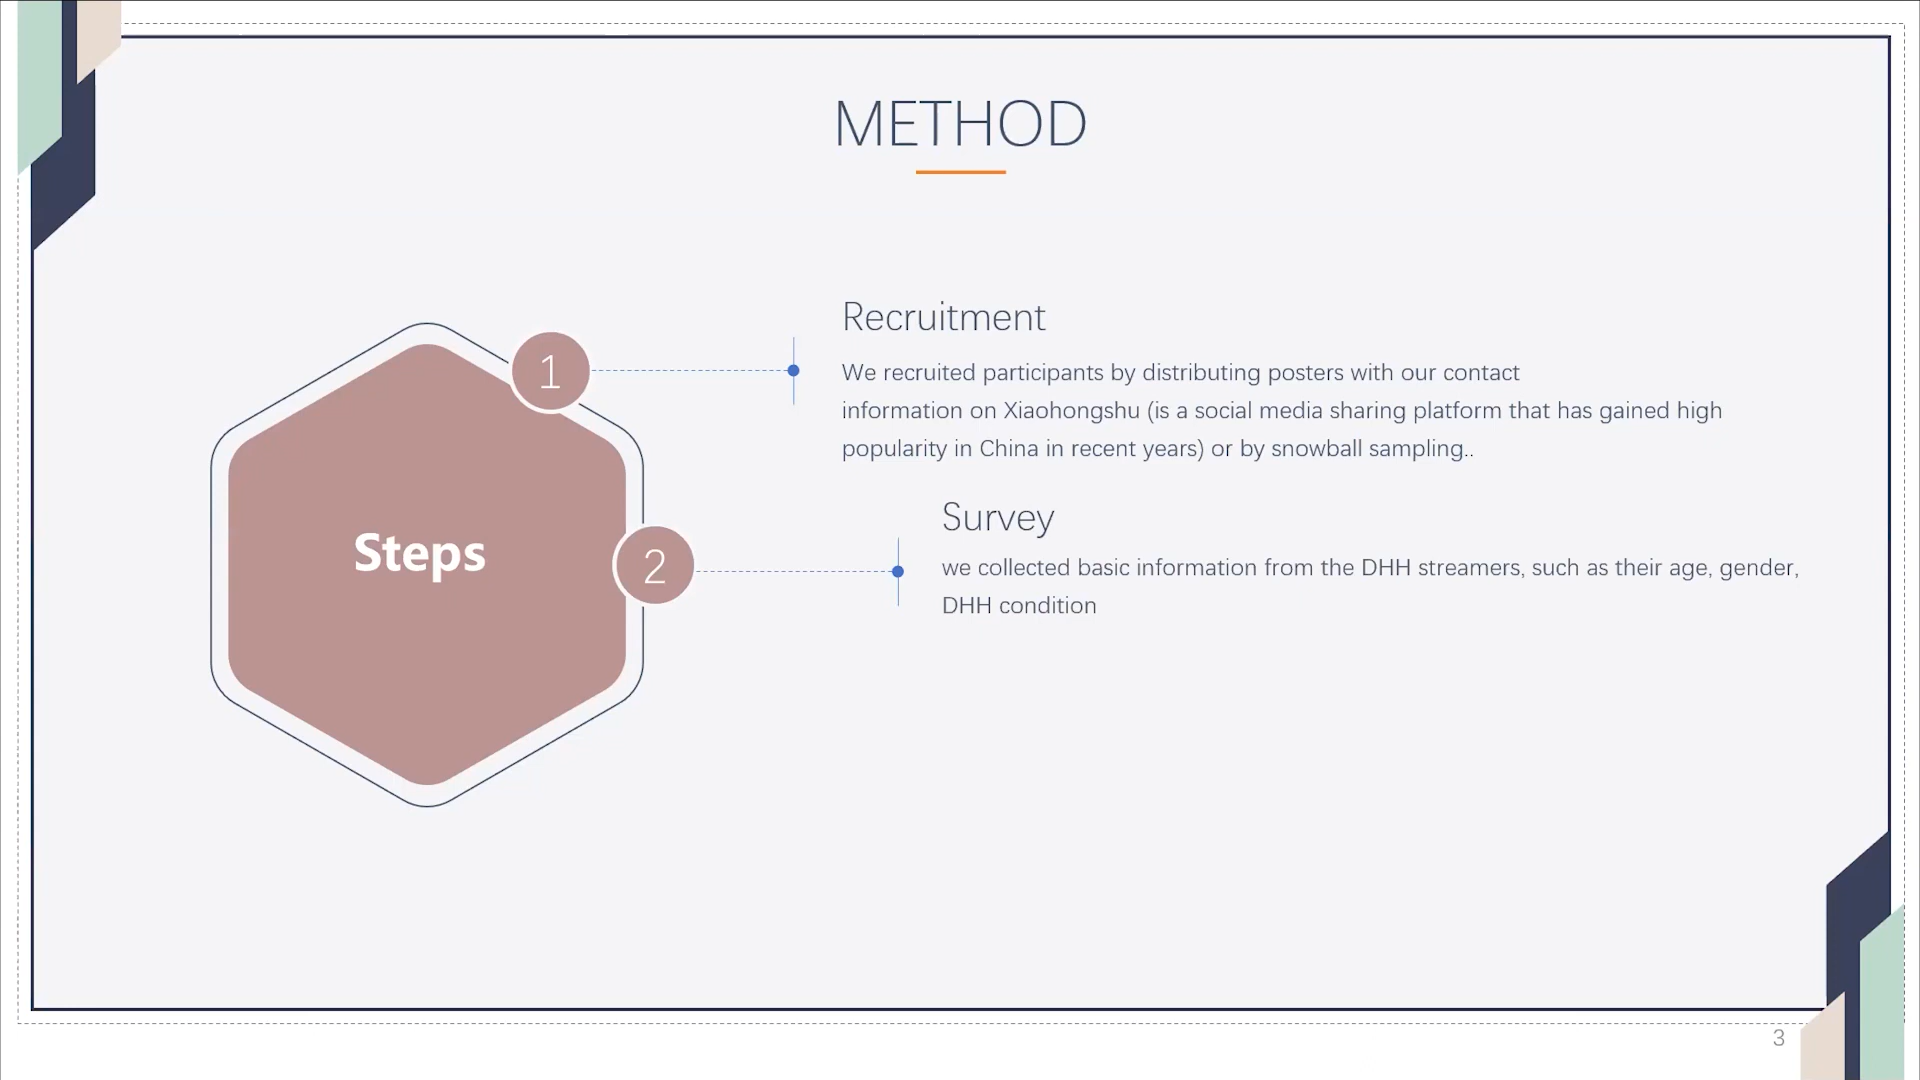 METHOD
Recruitment
1
We recruited participants by distributing posters with our contact
information on Xiaohongshu (is a social media sharing platform that has gained high
popularity in China in recent years) or by snowball sampling..
Steps
Survey
2
we collected basic information from the DHH streamers, such as their age, gender,
DHH condition
3